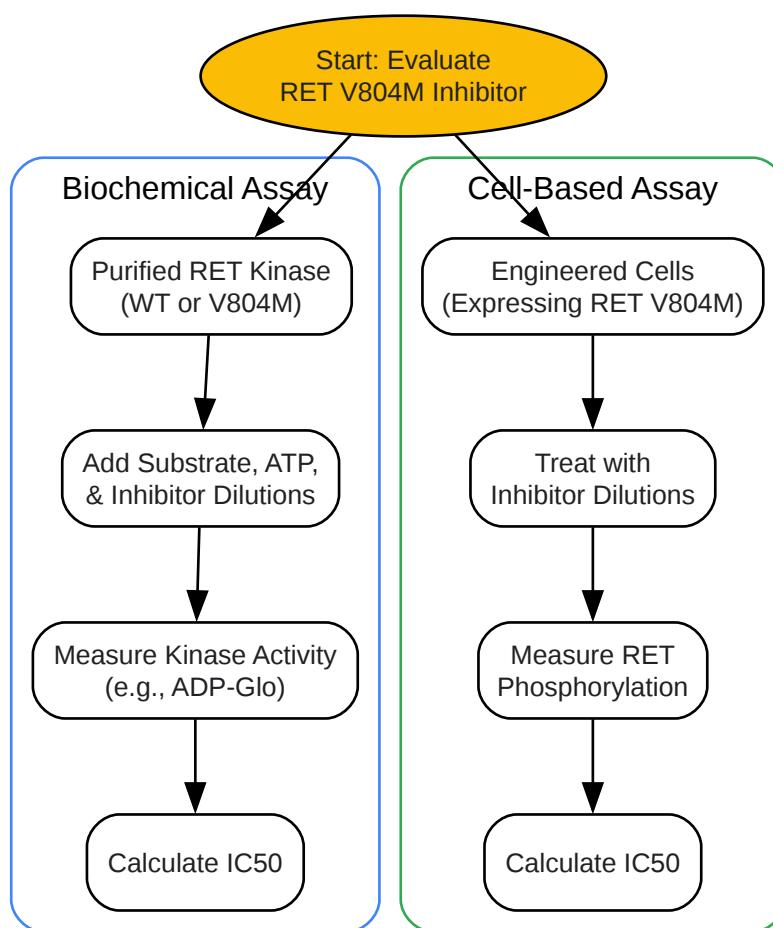 Start: Evaluate
RET V804M Inhibitor
Biochemical Assay
Purified RET Kinase
(WT or V804M)
Add Substrate, ATP,
& Inhibitor Dilutions
Measure Kinase Activity
(e.g., ADP-Glo)
Calculate IC50
Cell-Based Assay
Engineered Cells
(Expressing RET V804M)
Treat with
Inhibitor Dilutions
Measure RET
Phosphorylation
Calculate IC50